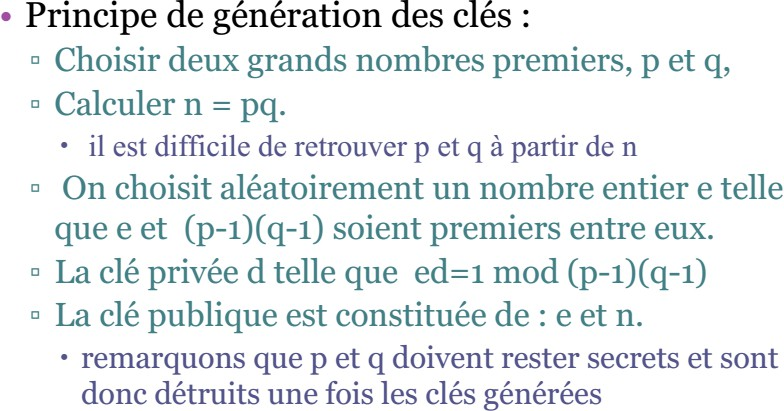 • Principe de génération des clés :
▫ Choisir deux grands nombres premiers, p et q,
▫ Calculer n = pq.
• il est difficile de retrouver p et q à partir de n
▫ On choisit aléatoirement un nombre entier e telle
que e et (p-1)(q-1) soient premiers entre eux.
▫ La clé privée d telle que ed=1 mod (p-1)(q-1)
▫ La clé publique est constituée de : e et n.
• remarquons que p et q doivent rester secrets et sont
donc détruits une fois les clés générées